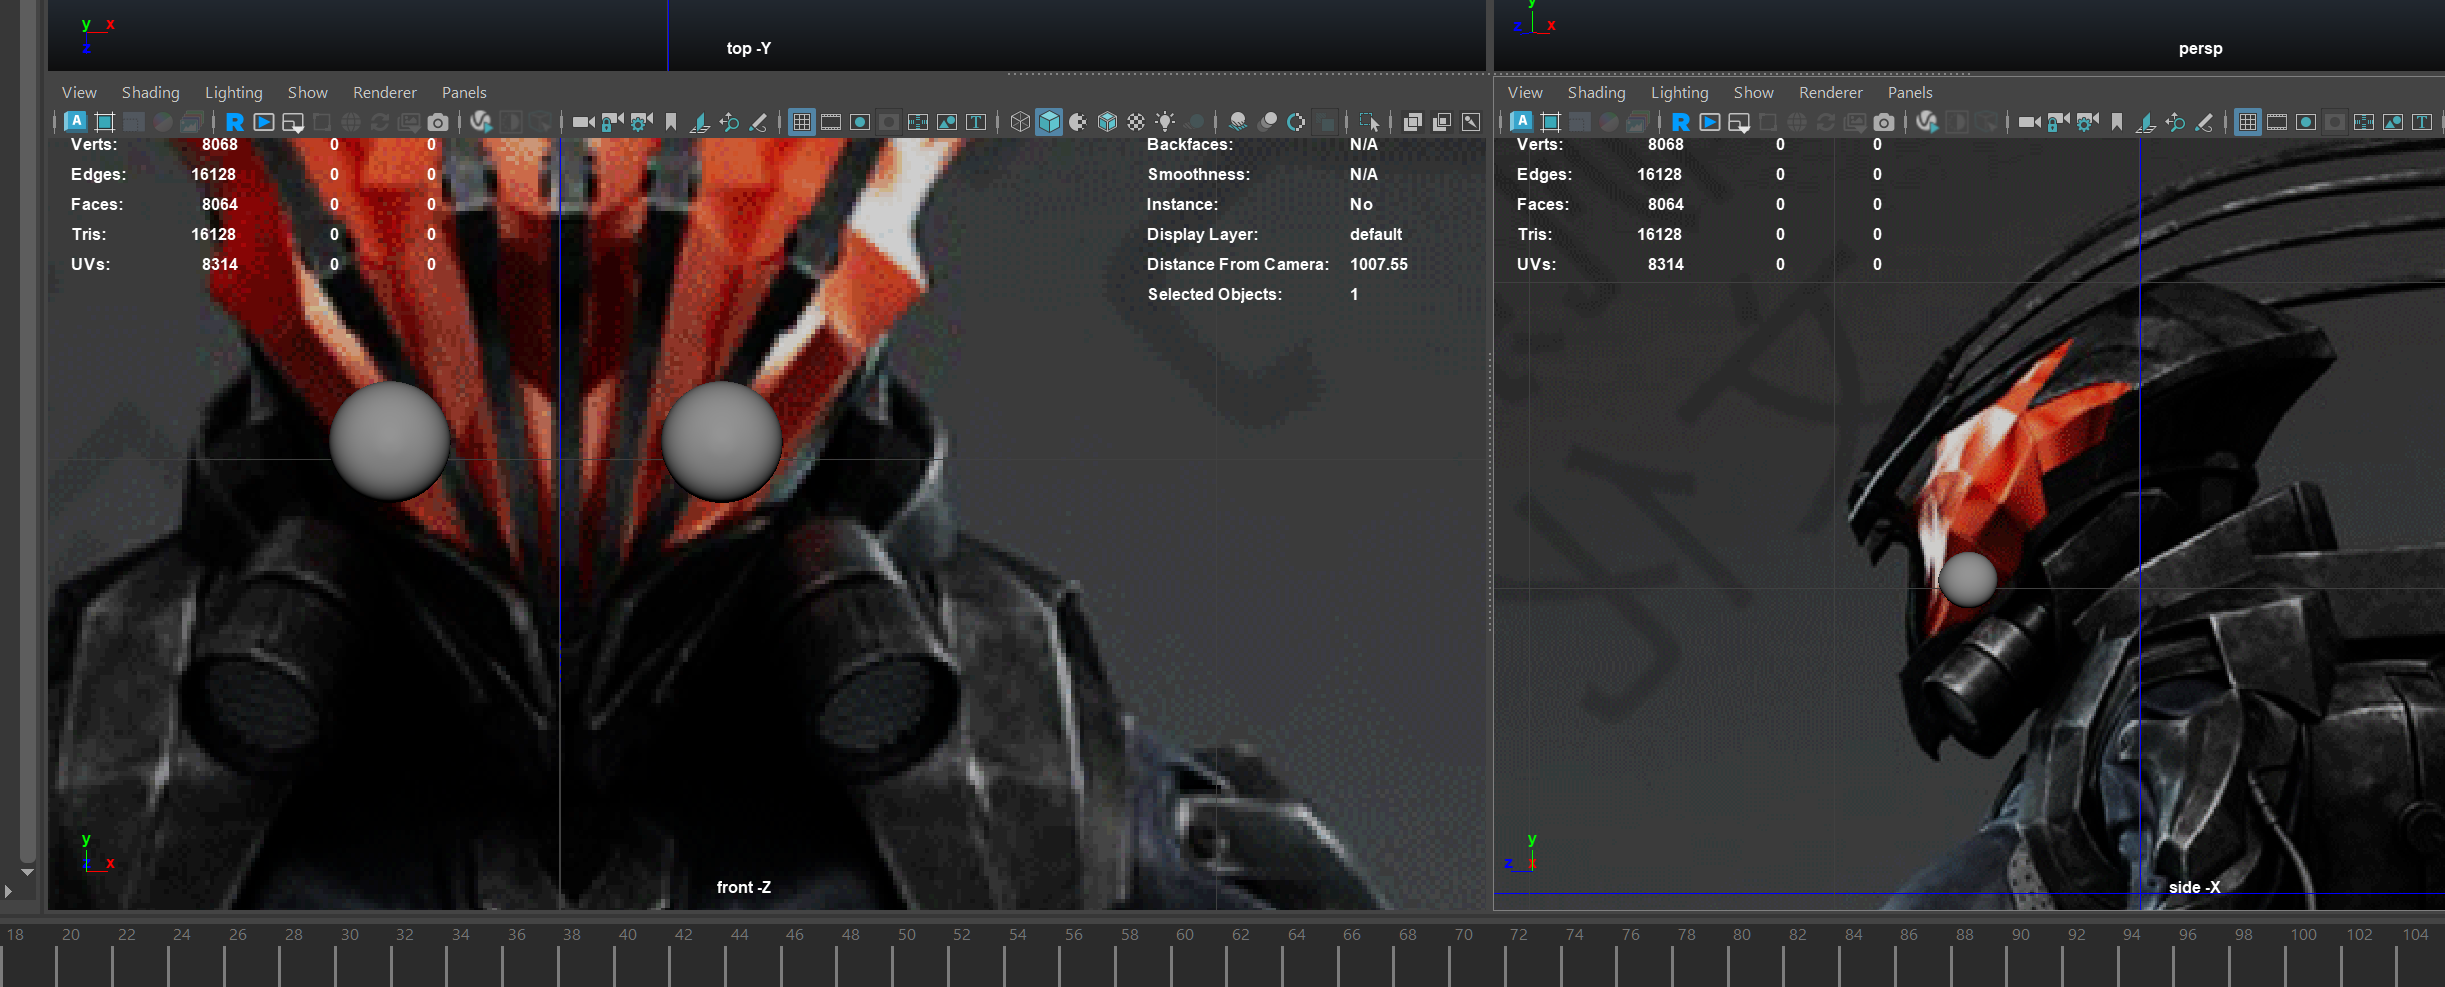 y x
z
top -Y
y
z x
persp
View Shading Lighting Show Renderer Panels
View Shading Lighting Show Renderer Panels
Verts: 8068 0 0
Edges: 16128 0 0
Faces: 8064 0 0
Tris: 16128 0 0
UVs: 8314 0 0
Backfaces: N/A
Smoothness: N/A
Instance: No
Display Layer: default
Distance From Camera: 1007.55
Selected Objects: 1
Verts: 8068 0 0
Edges: 16128 0 0
Faces: 8064 0 0
Tris: 16128 0 0
UVs: 8314 0 0
y
x
front -Z
y
z
side -X
18 20 22 24 26 28 30 32 34 36 38 40 42 44 46 48 50 52 54 56 58 60 62 64 66 68 70 72 74 76 78 80 82 84 86 88 90 92 94 96 98 100 102 104